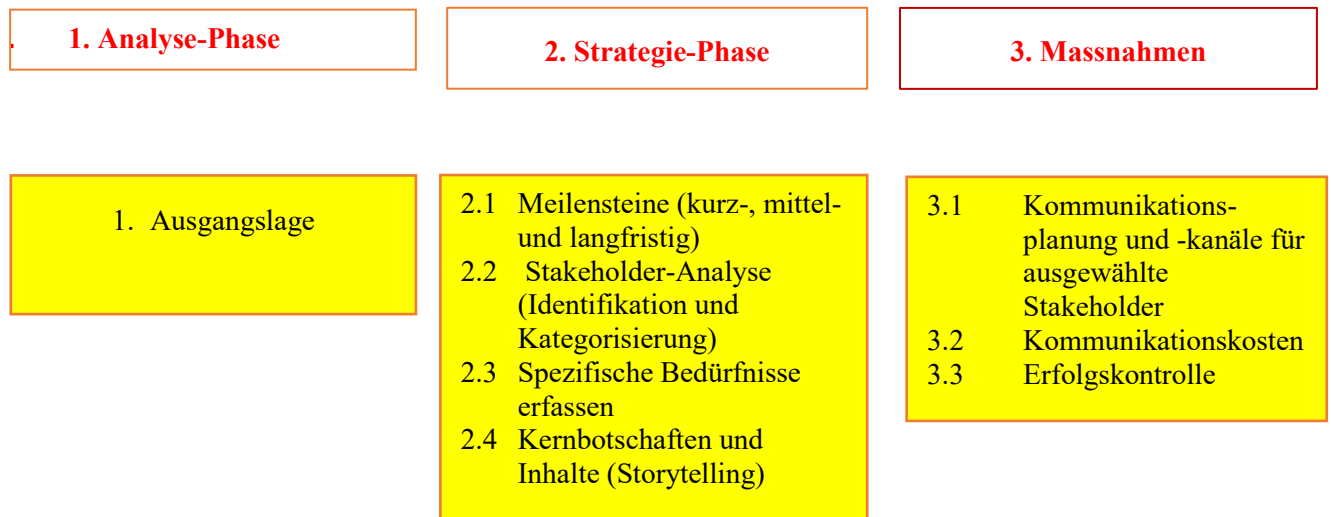 . 1. Analyse-Phase
2. Strategie-Phase
3. Massnahmen
1. Ausgangslage
2.1 Meilensteine (kurz-, mittel-
und langfristig)
2.2 Stakeholder-Analyse
(Identifikation und
Kategorisierung)
2.3 Spezifische Bedürfnisse
erfassen
2.4 Kernbotschaften und
Inhalte (Storytelling)
3.1 Kommunikations-
planung und -kanäle für
ausgewählte
Stakeholder
3.2 Kommunikationskosten
3.3 Erfolgskontrolle